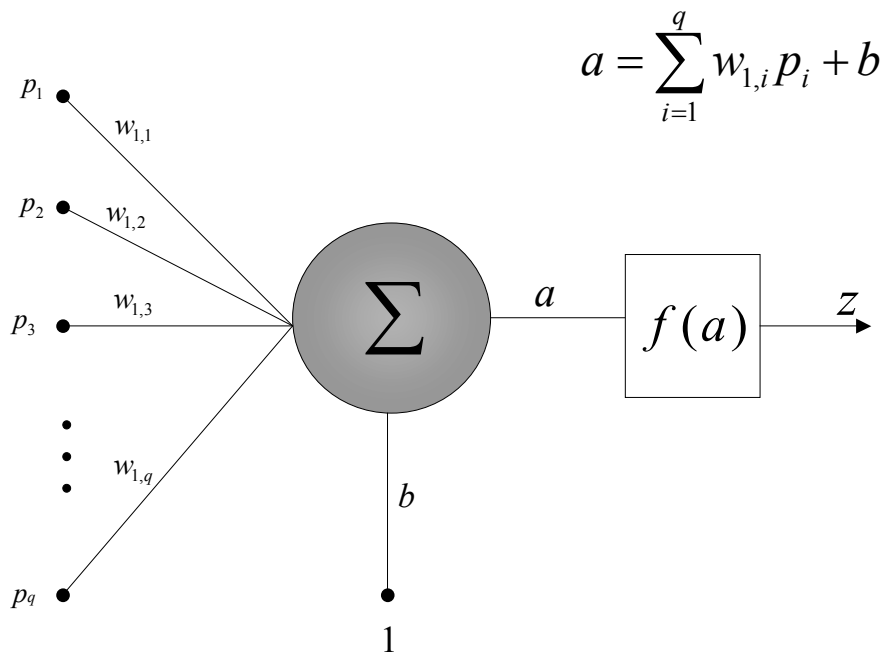 a = \sum_{i=1}^{q} w_{1,i} p_i + b
p_1
w_{1,1}
p_2
w_{1,2}
p_3
w_{1,3}
Σ
a
f(a)
z
w_{1,q}
b
p_q
1